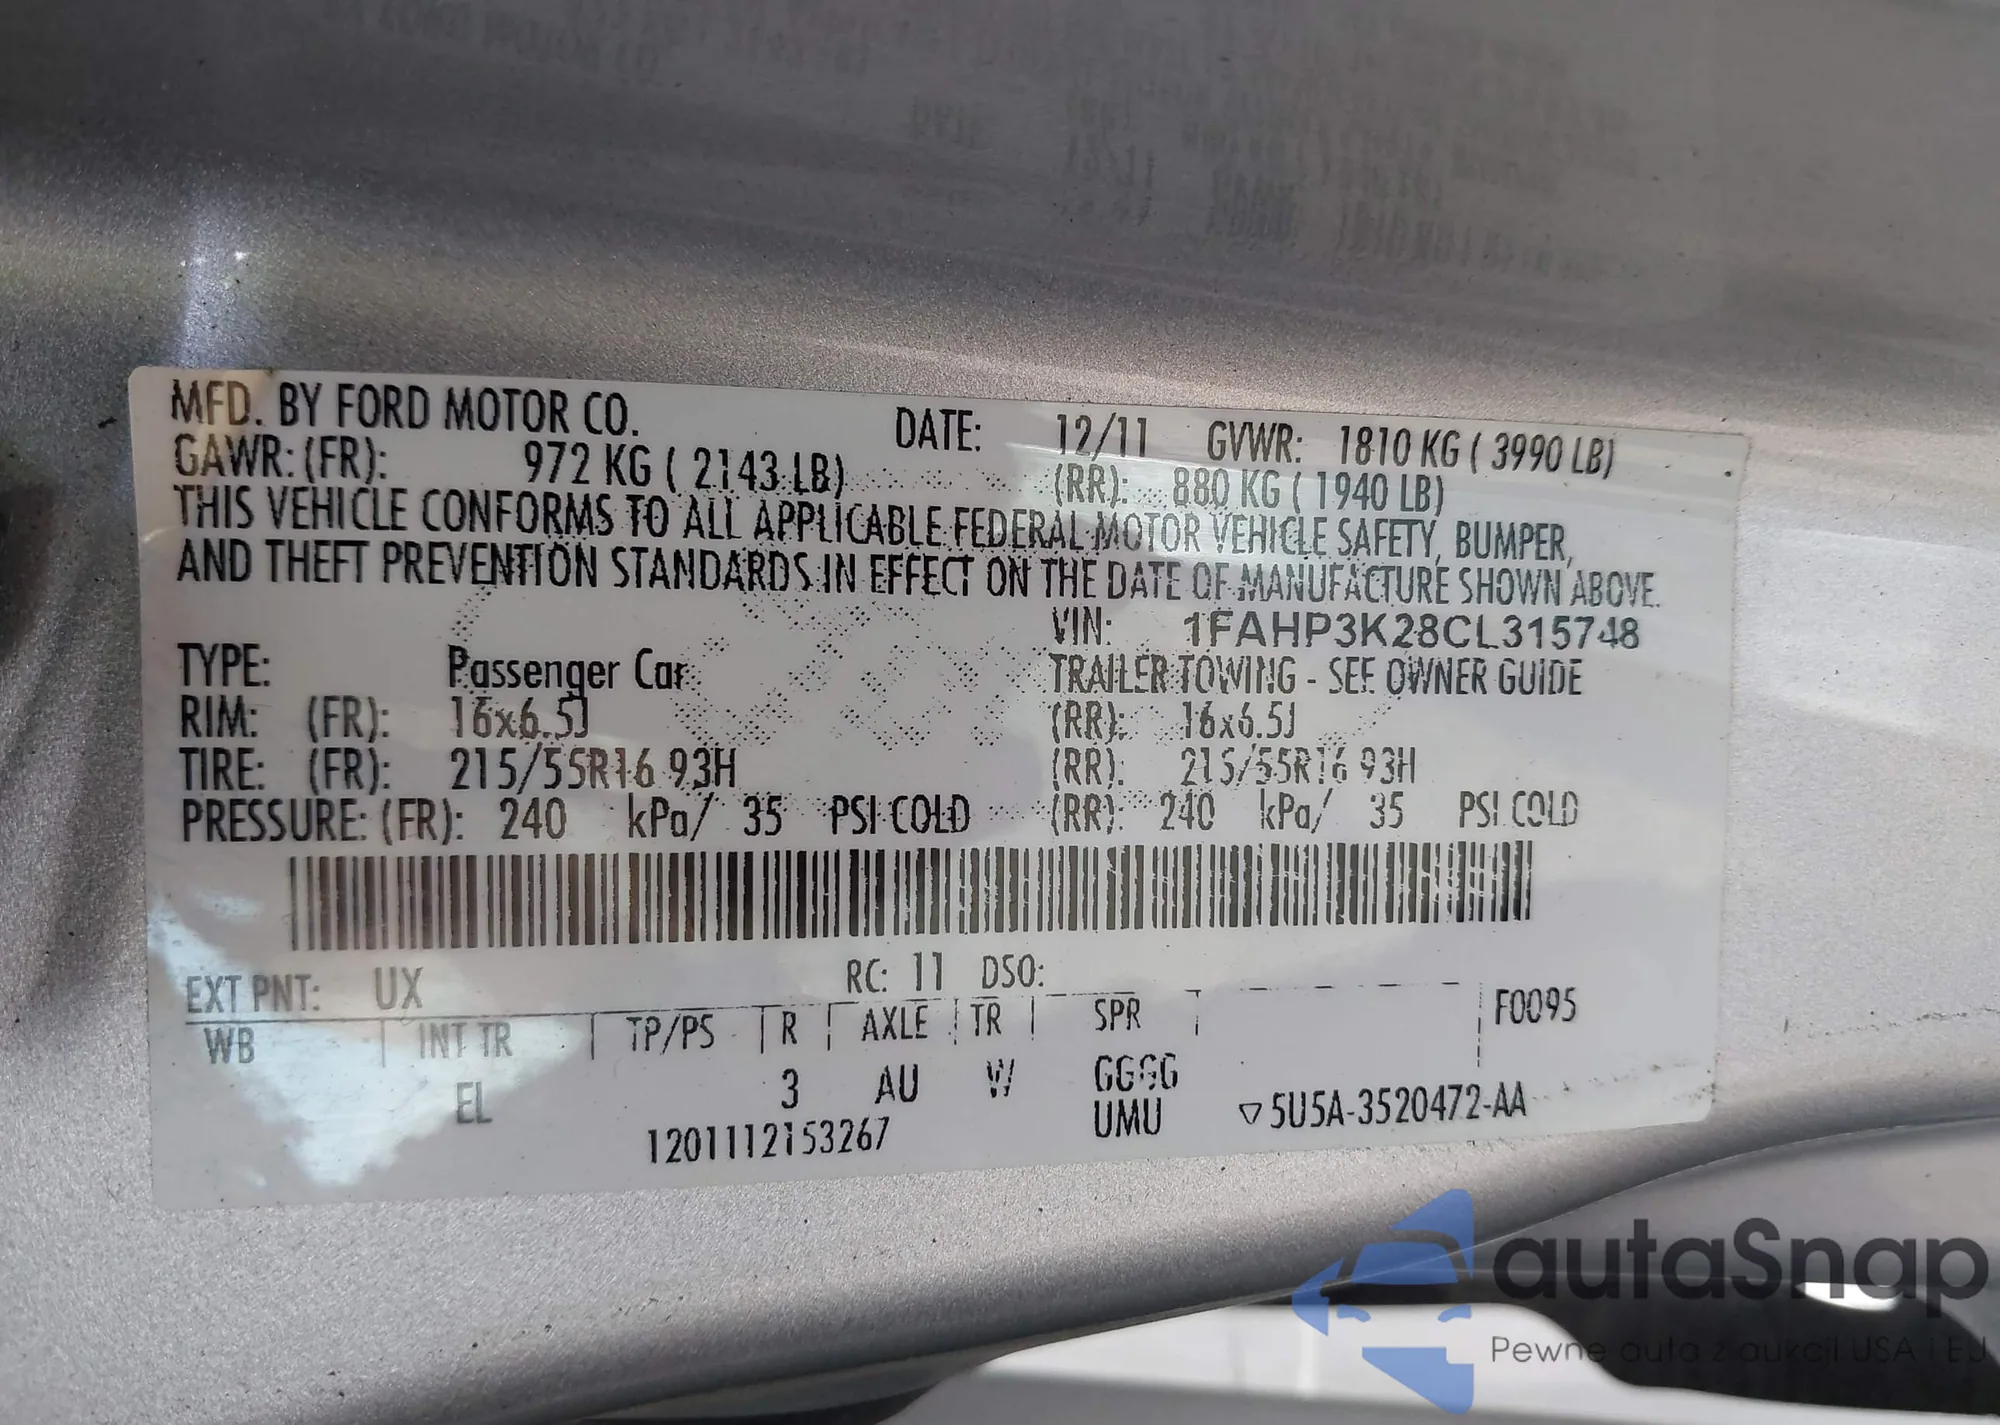 MFD. BY FORD MOTOR CO. DATE: 12/11 GVWR: 1810 KG ( 3990 LB)
GAWR: (FR): 972 KG ( 2143 LB) (RR): 880 KG ( 1940 LB)
THIS VEHICLE CONFORMS TO ALL APPLICABLE FEDERAL MOTOR VEHICLE SAFETY, BUMPER,
AND THEFT PREVENTION STANDARDS IN EFFECT ON THE DATE OF MANUFACTURE SHOWN ABOVE.
VIN: 1FAHP3K28CL315748
TYPE: Passenger Car TRAILER TOWING - SEE OWNER GUIDE
RIM: (FR): 16x6.5J (RR): 16x6.5J
TIRE: (FR): 215/55R16 93H (RR): 215/55R16 93H
PRESSURE: (FR): 240 kPa/ 35 PSI COLD (RR): 240 kPa/ 35 PSI COLD
EXT PNT: UX RC: 11 DSO:
WB INT TR TP/PS R AXLE TR SPR F0095
EL 3 AU W GGGG
1201112153267 UMU ▽5U5A-3520472-AA
autaSnap
Pewne auta z aukcji USA i EU